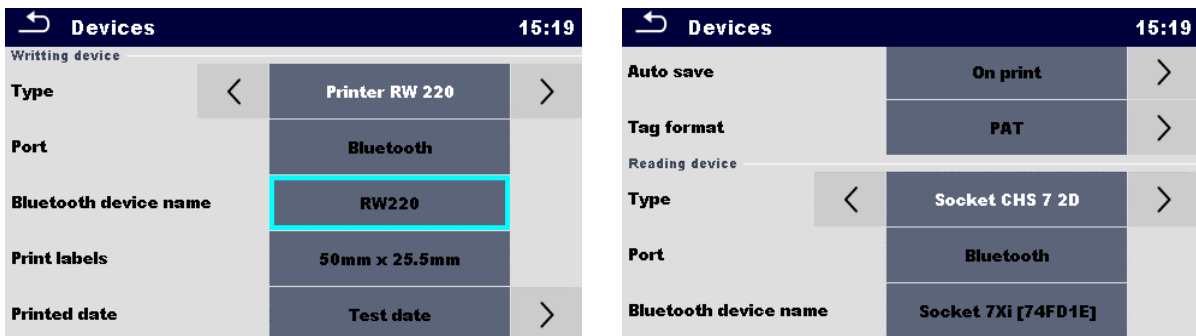 Devices 15:19
Writting device
Type Printer RW 220
Port Bluetooth
Bluetooth device name RW220
Print labels 50mm x 25.5mm
Printed date Test date
Devices 15:19
Auto save On print
Tag format PAT
Reading device
Type Socket CHS 7 2D
Port Bluetooth
Bluetooth device name Socket 7Xi [74FD1E]